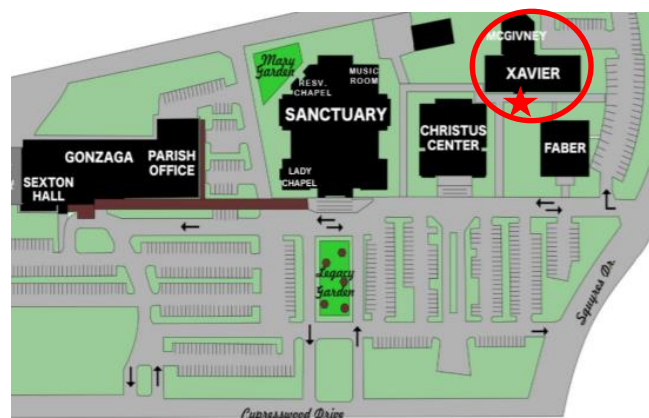 MCGIVNEY
XAVIER
Mary
Garden
RESV.
CHAPEL
MUSIC
ROOM
SANCTUARY
CHRISTUS
CENTER
FABER
GONZAGA
PARISH
OFFICE
SEXTON
HALL
LADY
CHAPEL
Legacy
Garden
Squyres Dr.
Cypresswood Drive